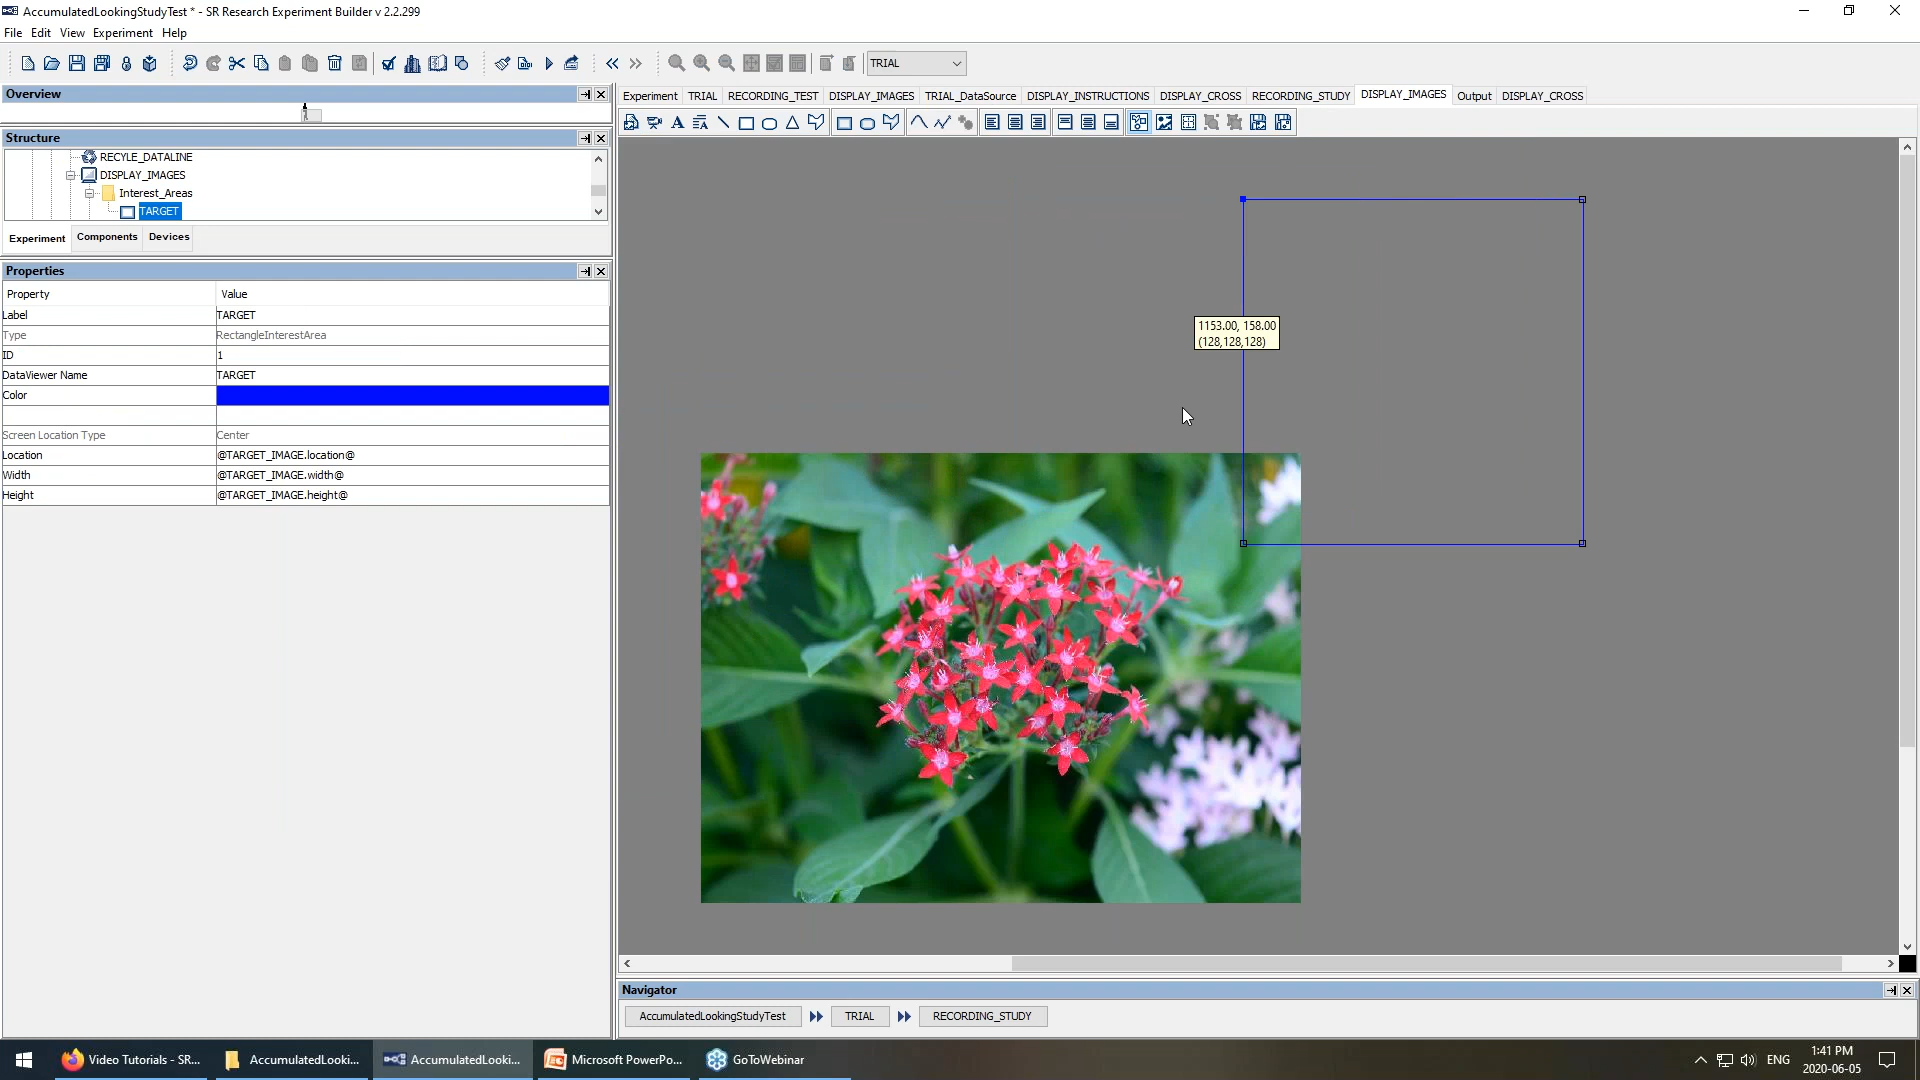 AccumulatedLookingStudyTest * - SR Research Experiment Builder v 2.2.299
File Edit View Experiment Help
TRIAL
Overview
Structure
RECYLE_DATALINE
DISPLAY_IMAGES
Interest_Areas
TARGET
Experiment Components Devices
Properties
Property Value
Label TARGET
Type RectangleInterestArea
ID 1
DataViewer Name TARGET
Color
Screen Location Type Center
Location @TARGET_IMAGE.location@
Width @TARGET_IMAGE.width@
Height @TARGET_IMAGE.height@
Experiment TRIAL RECORDING_TEST DISPLAY_IMAGES TRIAL_DataSource DISPLAY_INSTRUCTIONS DISPLAY_CROSS RECORDING_STUDY DISPLAY_IMAGES Output DISPLAY_CROSS
1153.00, 158.00
(128,128,128)
Navigator
AccumulatedLookingStudyTest TRIAL RECORDING_STUDY
Video Tutorials - SR... AccumulatedLooki... AccumulatedLooki... Microsoft PowerPo... GoToWebinar
ENG
1:41 PM
2020-06-05